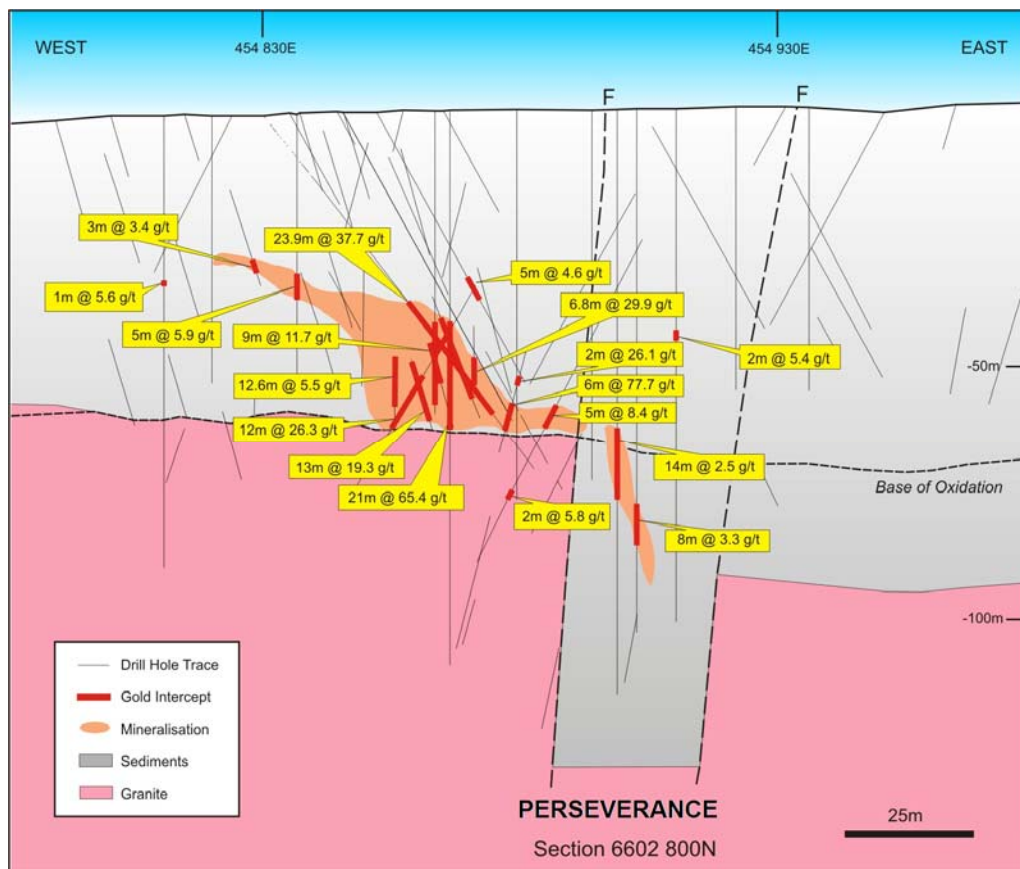 WEST
454 830E
454 930E
EAST
F
F
3m @ 3.4 g/t
23.9m @ 37.7 g/t
5m @ 4.6 g/t
1m @ 5.6 g/t
6.8m @ 29.9 g/t
5m @ 5.9 g/t
9m @ 11.7 g/t
2m @ 26.1 g/t
2m @ 5.4 g/t
-50m
12.6m @ 5.5 g/t
6m @ 77.7 g/t
5m @ 8.4 g/t
12m @ 26.3 g/t
13m @ 19.3 g/t
14m @ 2.5 g/t
Base of Oxidation
21m @ 65.4 g/t
2m @ 5.8 g/t
8m @ 3.3 g/t
-100m
Drill Hole Trace
Gold Intercept
Mineralisation
Sediments
Granite
PERSEVERANCE
Section 6602 800N
25m